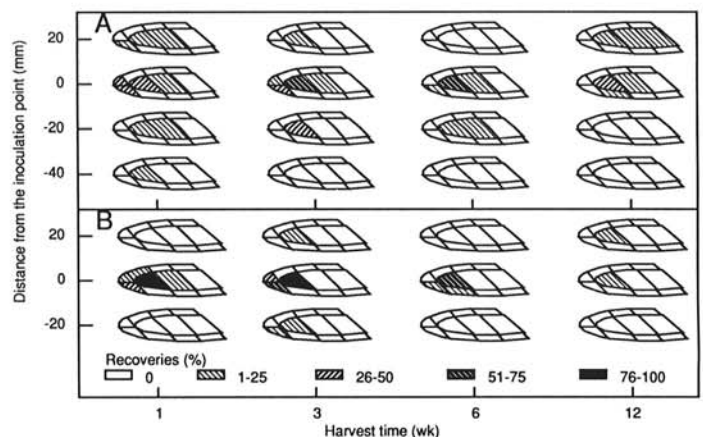 A
20
0
-20
-40
Distance from the inoculation point (mm)
B
20
0
-20
Recoveries (%)
0 1-25 26-50 51-75 76-100
1 3 6 12
Harvest time (wk)